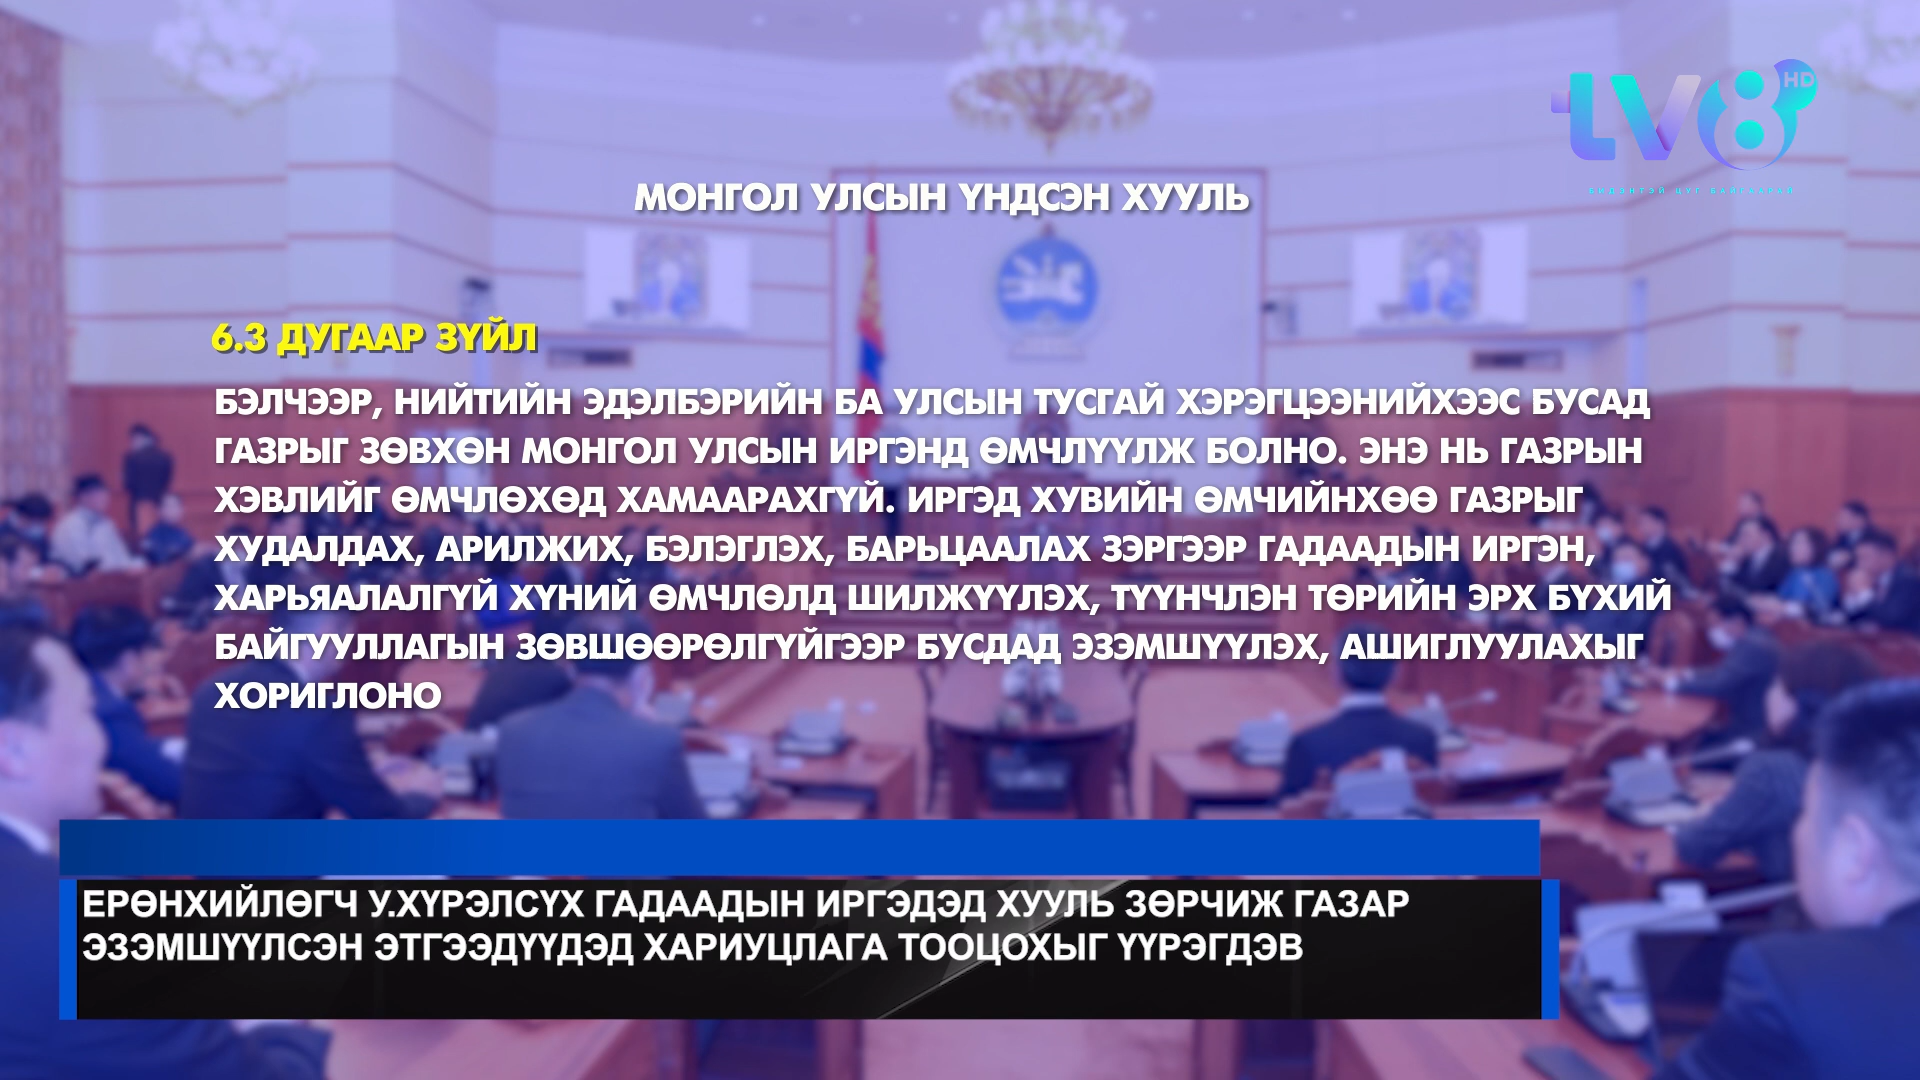 tv8 HD
МОНГОЛ УЛСЫН ҮНДСЭН ХУУЛЬ
6.3 ДУГААР ЗҮЙЛ
БЭЛЧЭЭР, НИЙТИЙН ЭДЭЛБЭРИЙН БА УЛСЫН ТУСГАЙ ХЭРЭГЦЭЭНИЙХЭЭС БУСАД
ГАЗРЫГ ЗӨВХӨН МОНГОЛ УЛСЫН ИРГЭНД ӨМЧЛҮҮЛЖ БОЛНО. ЭНЭ НЬ ГАЗРЫН
ХЭВЛИЙГ ӨМЧЛӨХӨД ХАМААРАХГҮЙ. ИРГЭД ХУВИЙН ӨМЧИЙНХӨӨ ГАЗРЫГ
ХУДАЛДАХ, АРИЛЖИХ, БЭЛЭГЛЭХ, БАРЬЦААЛАХ ЗЭРГЭЭР ГАДААДЫН ИРГЭН,
ХАРЬЯАЛАЛГҮЙ ХҮНИЙ ӨМЧЛӨЛД ШИЛЖҮҮЛЭХ, ТҮҮНЧЛЭН ТӨРИЙН ЭРХ БҮХИЙ
БАЙГУУЛЛАГЫН ЗӨВШӨӨРӨЛГҮЙГЭЭР БУСДАД ЭЗЭМШҮҮЛЭХ, АШИГЛУУЛАХЫГ
ХОРИГЛОНО
ЕРӨНХИЙЛӨГЧ У.ХҮРЭЛСҮХ ГАДААДЫН ИРГЭДЭД ХУУЛЬ ЗӨРЧИЖ ГАЗАР
ЭЗЭМШҮҮЛСЭН ЭТГЭЭДҮҮДЭД ХАРИУЦЛАГА ТООЦОХЫГ ҮҮРЭГДЭВ